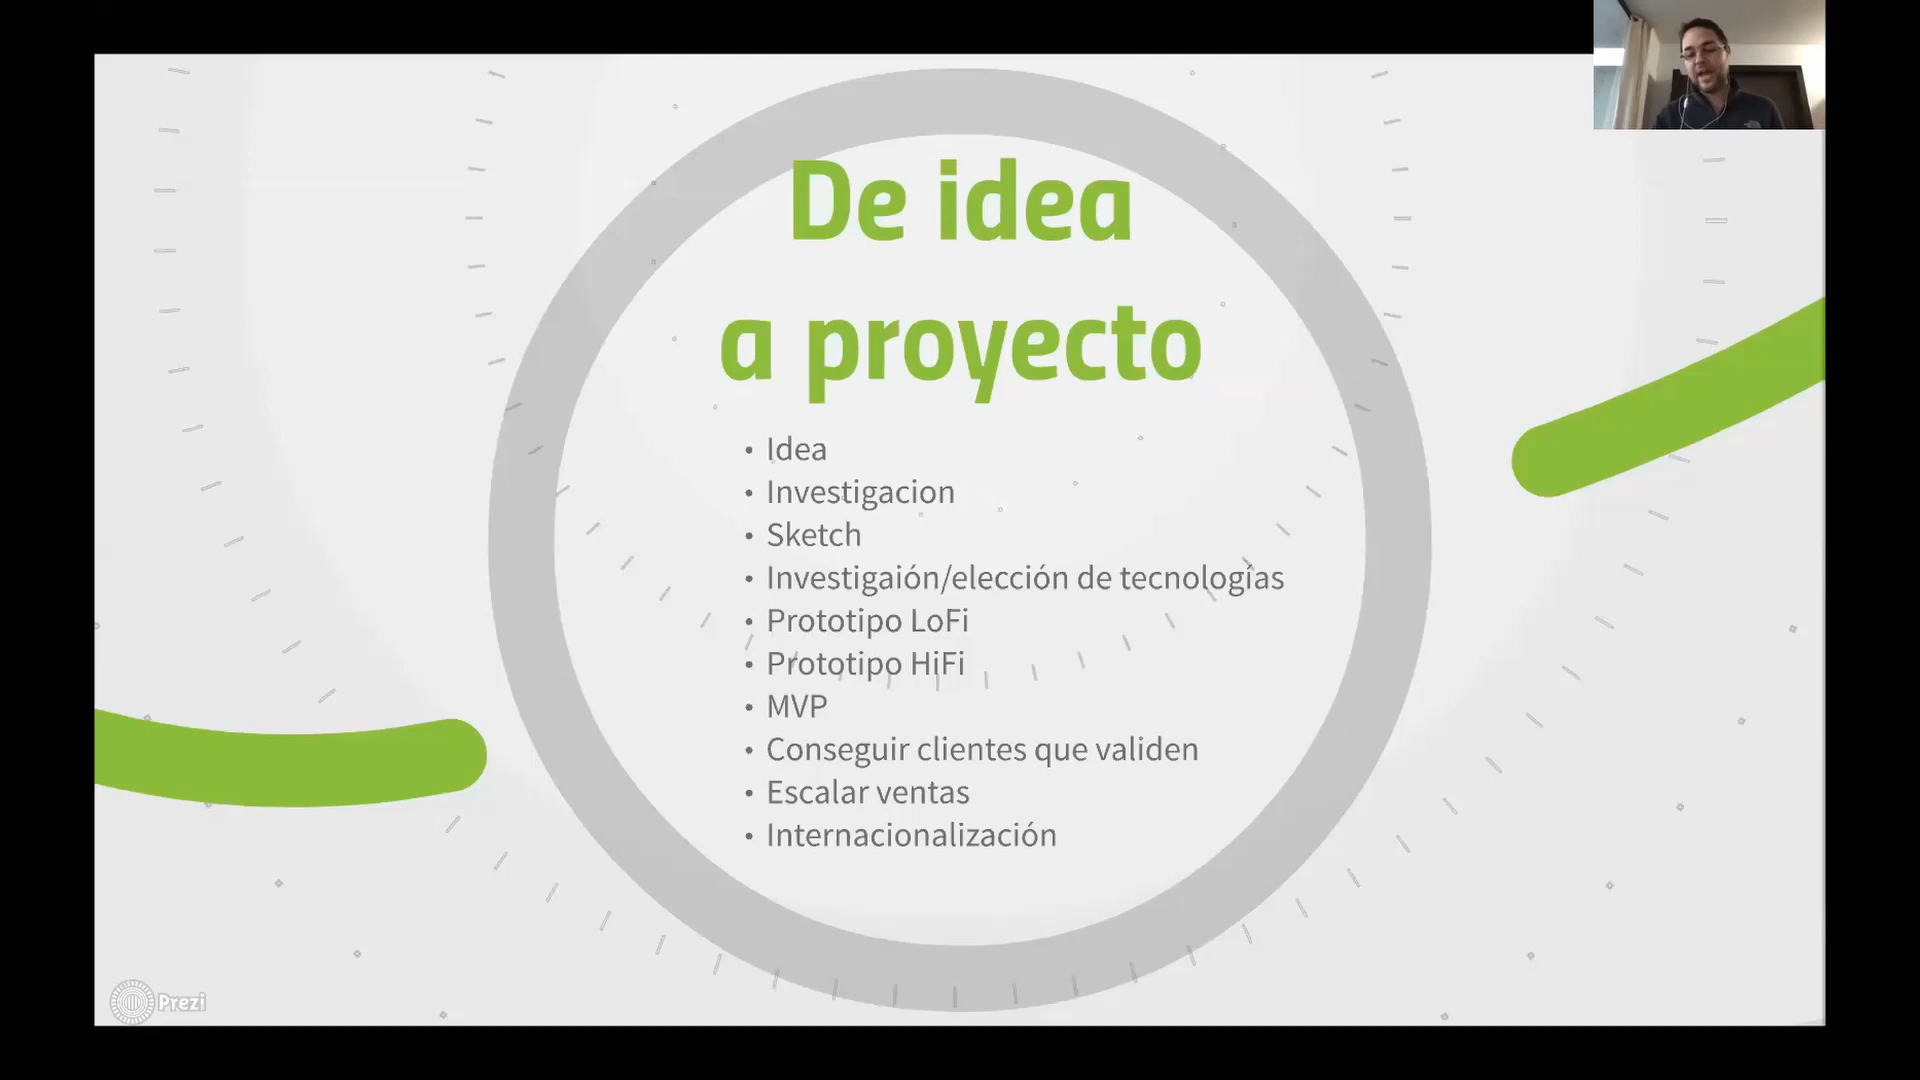 De idea
a proyecto
• Idea
• Investigacion
• Sketch
• Investigaión/elección de tecnologías
• Prototipo LoFi
• Prototipo HiFi
• MVP
• Conseguir clientes que validen
• Escalar ventas
• Internacionalización
Prezi